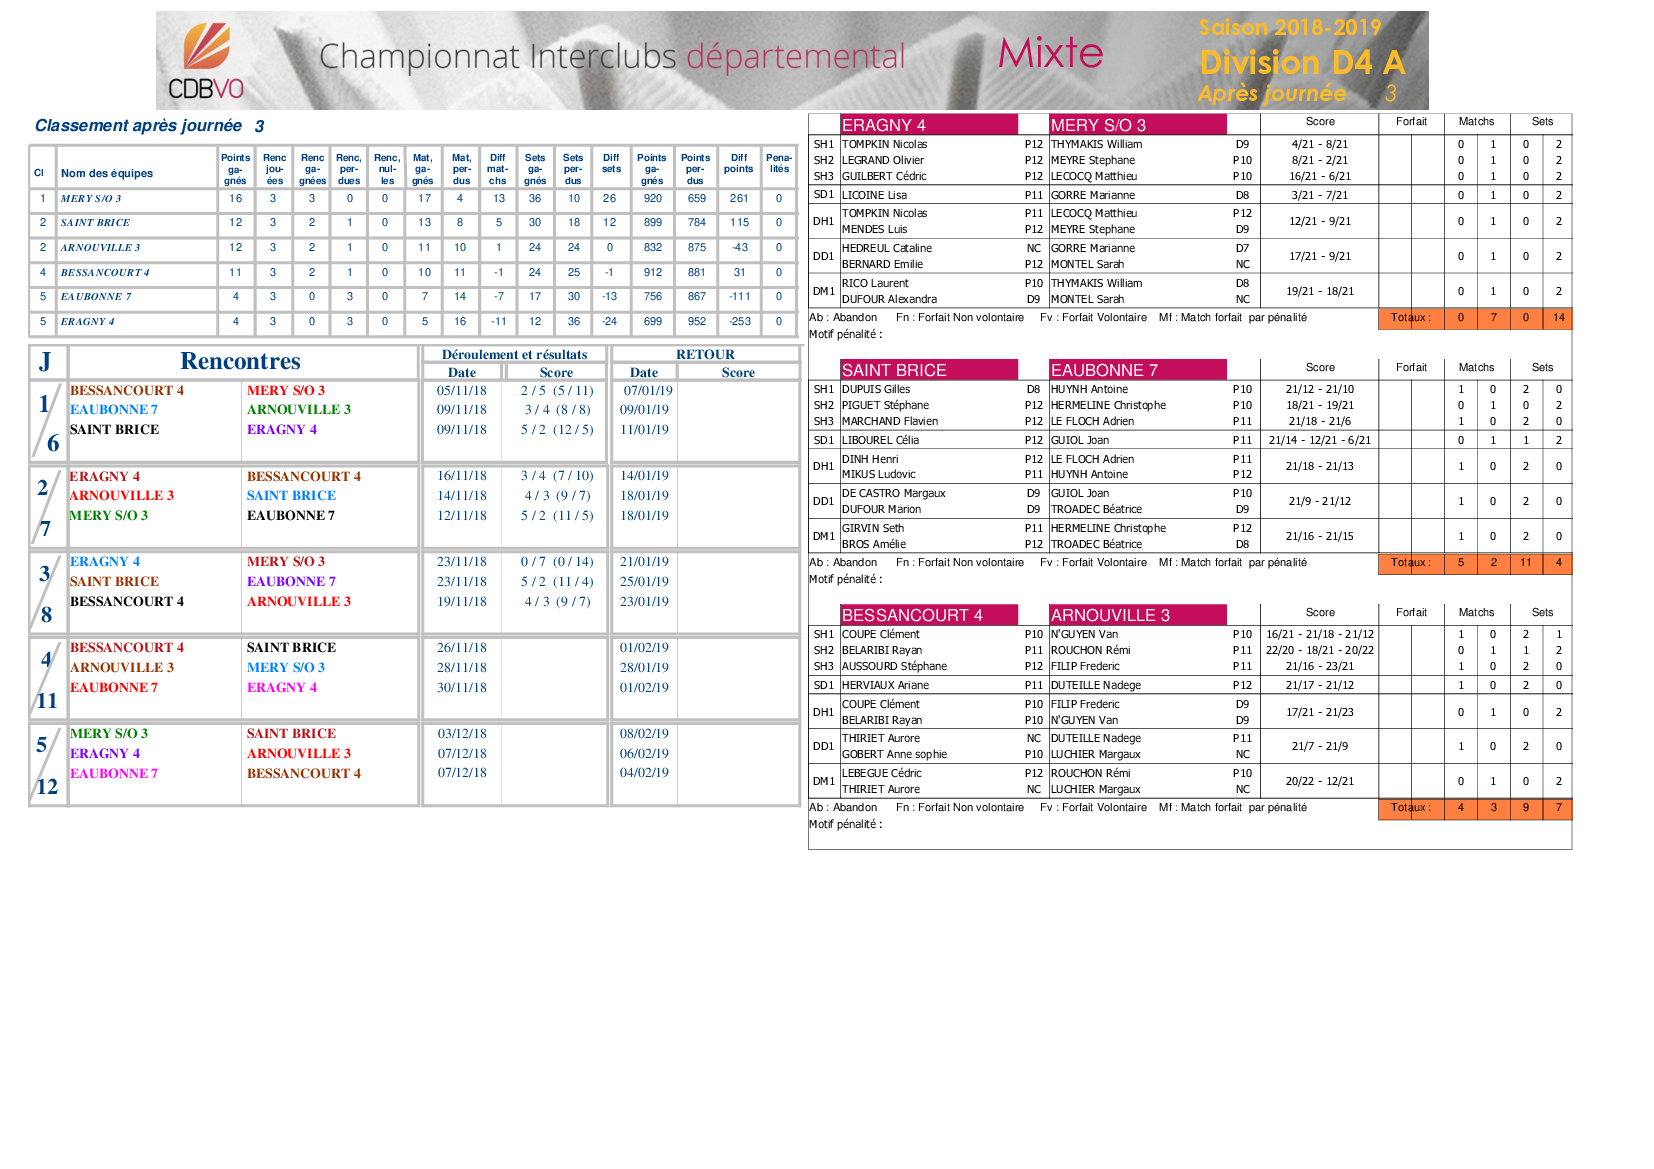 CDBVO
Championnat Interclubs départemental
Mixte
Saison 2018-2019
Division D4 A
Après journée 3
Classement après journée 3
Cl Nom des équipes Points ga-gnés Renc jou-ées Renc ga-gnées Renc, per-dues Renc, nul-les Mat, ga-gnés Mat, per-dus Diff mat-chs Sets ga-gnés Sets per-dus Diff sets Points ga-gnés Points per-dus Diff points Pena-lités
1 MERY S/O 3 16 3 3 0 0 17 4 13 36 10 26 920 659 261 0
2 SAINT BRICE 12 3 2 1 0 13 8 5 30 18 12 899 784 115 0
2 ARNOUVILLE 3 12 3 2 1 0 11 10 1 24 24 0 832 875 -43 0
4 BESSANCOURT 4 11 3 2 1 0 10 11 -1 24 25 -1 912 881 31 0
5 EAUBONNE 7 4 3 0 3 0 7 14 -7 17 30 -13 756 867 -111 0
5 ERAGNY 4 4 3 0 3 0 5 16 -11 12 36 -24 699 952 -253 0
J Rencontres Déroulement et résultats RETOUR
Date Score Date Score
1/6
BESSANCOURT 4 MERY S/O 3 05/11/18 2 / 5 (5 / 11) 07/01/19
EAUBONNE 7 ARNOUVILLE 3 09/11/18 3 / 4 (8 / 8) 09/01/19
SAINT BRICE ERAGNY 4 09/11/18 5 / 2 (12 / 5) 11/01/19
2/7
ERAGNY 4 BESSANCOURT 4 16/11/18 3 / 4 (7 / 10) 14/01/19
ARNOUVILLE 3 SAINT BRICE 14/11/18 4 / 3 (9 / 7) 18/01/19
MERY S/O 3 EAUBONNE 7 12/11/18 5 / 2 (11 / 5) 18/01/19
3/8
ERAGNY 4 MERY S/O 3 23/11/18 0 / 7 (0 / 14) 21/01/19
SAINT BRICE EAUBONNE 7 23/11/18 5 / 2 (11 / 4) 25/01/19
BESSANCOURT 4 ARNOUVILLE 3 19/11/18 4 / 3 (9 / 7) 23/01/19
4/11
BESSANCOURT 4 SAINT BRICE 26/11/18 01/02/19
ARNOUVILLE 3 MERY S/O 3 28/11/18 28/01/19
EAUBONNE 7 ERAGNY 4 30/11/18 01/02/19
5/12
MERY S/O 3 SAINT BRICE 03/12/18 08/02/19
ERAGNY 4 ARNOUVILLE 3 07/12/18 06/02/19
EAUBONNE 7 BESSANCOURT 4 07/12/18 04/02/19
ERAGNY 4 MERY S/O 3 Score Forfait Matchs Sets
SH1 TOMPKIN Nicolas P12 THYMAKIS William D9 4/21 - 8/21 0 1 0 2
SH2 LEGRAND Olivier P12 MEYRE Stephane P10 8/21 - 2/21 0 1 0 2
SH3 GUILBERT Cédric P12 LECOCQ Matthieu P10 16/21 - 6/21 0 1 0 2
SD1 LICOINE Lisa P11 GORRE Marianne D8 3/21 - 7/21 0 1 0 2
TOMPKIN Nicolas P11 LECOCQ Matthieu P12
DH1 12/21 - 9/21 0 1 0 2
MENDES Luis P12 MEYRE Stephane D9
HEDREUL Cataline NC GORRE Marianne D7
DD1 17/21 - 9/21 0 1 0 2
BERNARD Emilie P12 MONTEL Sarah NC
RICO Laurent P10 THYMAKIS William D8
DM1 19/21 - 18/21 0 1 0 2
DUFOUR Alexandra D9 MONTEL Sarah NC
Ab : Abandon Fn : Forfait Non volontaire Fv : Forfait Volontaire Mf : Match forfait par pénalité Totaux : 0 7 0 14
Motif pénalité :
SAINT BRICE EAUBONNE 7 Score Forfait Matchs Sets
SH1 DUPUIS Gilles D8 HUYNH Antoine P10 21/12 - 21/10 1 0 2 0
SH2 PIGUET Stéphane P12 HERMELINE Christophe P10 18/21 - 19/21 0 1 0 2
SH3 MARCHAND Flavien P12 LE FLOCH Adrien P11 21/18 - 21/6 1 0 2 0
SD1 LIBOUREL Célia P12 GUIOL Joan P11 21/14 - 12/21 - 6/21 0 1 1 2
DINH Henri P12 LE FLOCH Adrien P11
DH1 21/18 - 21/13 1 0 2 0
MIKUS Ludovic P11 HUYNH Antoine P12
DE CASTRO Margaux D9 GUIOL Joan P10
DD1 21/9 - 21/12 1 0 2 0
DUFOUR Marion D9 TROADEC Béatrice D9
GIRVIN Seth P11 HERMELINE Christophe P12
DM1 21/16 - 21/15 1 0 2 0
BROS Amélie P12 TROADEC Béatrice D8
Ab : Abandon Fn : Forfait Non volontaire Fv : Forfait Volontaire Mf : Match forfait par pénalité Totaux : 5 2 11 4
Motif pénalité :
BESSANCOURT 4 ARNOUVILLE 3 Score Forfait Matchs Sets
SH1 COUPE Clément P10 N'GUYEN Van P10 16/21 - 21/18 - 21/12 1 0 2 1
SH2 BELARIBI Rayan P11 ROUCHON Rémi P11 22/20 - 18/21 - 20/22 0 1 1 2
SH3 AUSSOURD Stéphane P12 FILIP Frederic P11 21/16 - 23/21 1 0 2 0
SD1 HERVIAUX Ariane P11 DUTEILLE Nadege P12 21/17 - 21/12 1 0 2 0
COUPE Clément P10 FILIP Frederic D9
DH1 17/21 - 21/23 0 1 0 2
BELARIBI Rayan P10 N'GUYEN Van D9
THIRIET Aurore NC DUTEILLE Nadege P11
DD1 21/7 - 21/9 1 0 2 0
GOBERT Anne sophie P10 LUCHIER Margaux NC
LEBEGUE Cédric P12 ROUCHON Rémi P10
DM1 20/22 - 12/21 0 1 0 2
THIRIET Aurore NC LUCHIER Margaux NC
Ab : Abandon Fn : Forfait Non volontaire Fv : Forfait Volontaire Mf : Match forfait par pénalité Totaux : 4 3 9 7
Motif pénalité :